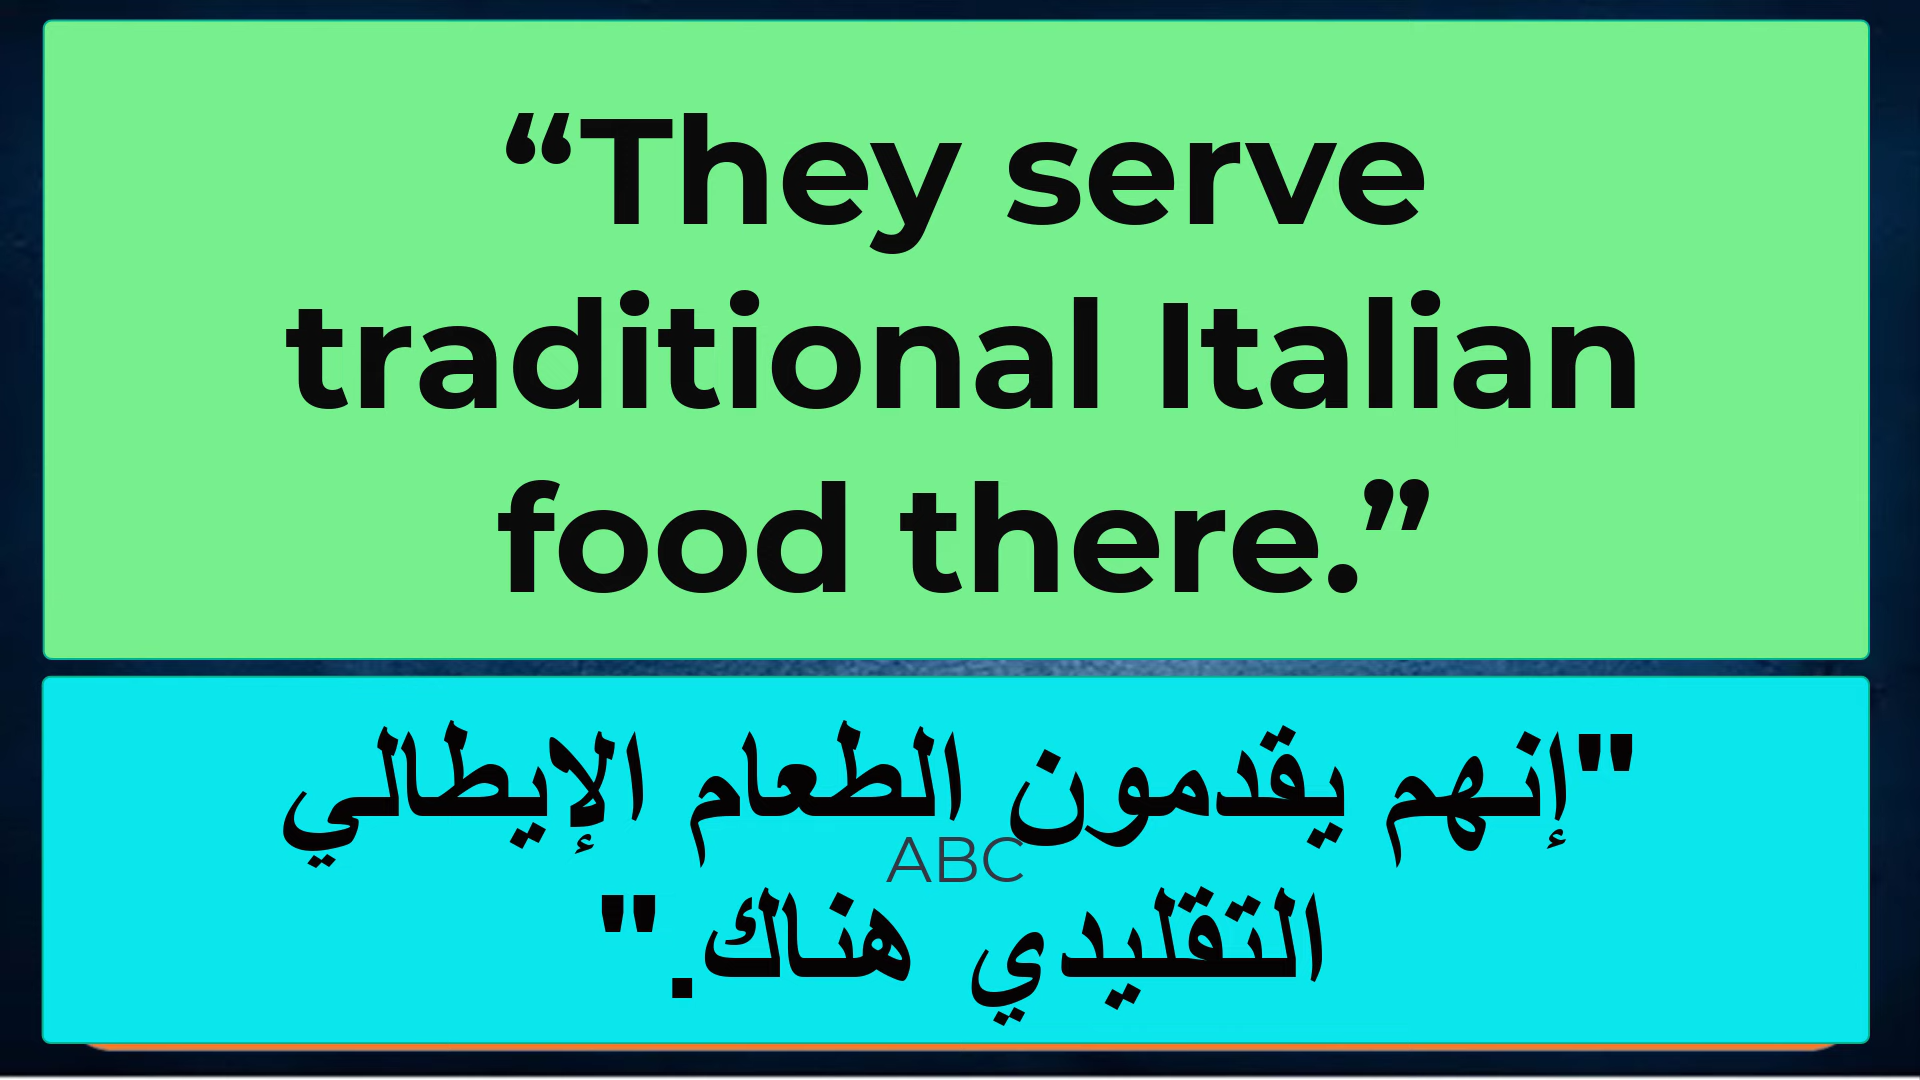 “They serve
traditional Italian
food there.”
"إنهم يقدمون الطعام الإيطالي
ABC
التقليدي هناك."